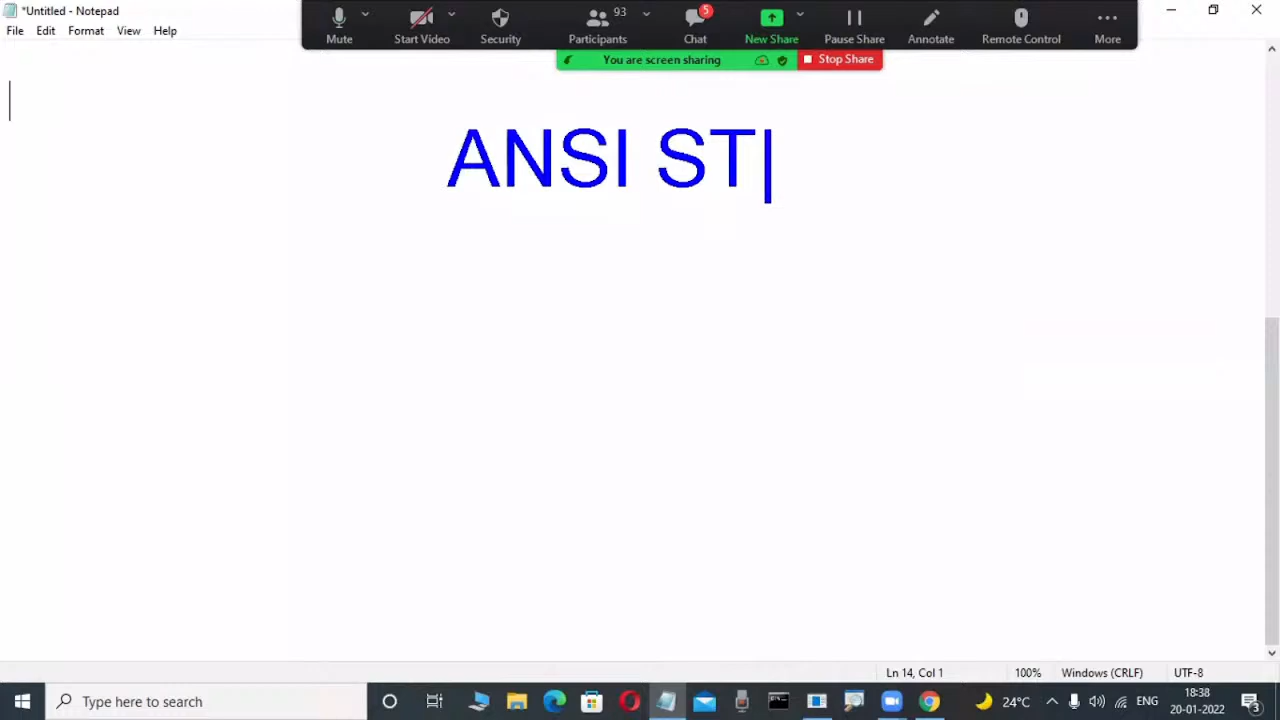 *Untitled - Notepad
File Edit Format View Help
Mute Start Video Security Participants 93 Chat 5 New Share Pause Share Annotate Remote Control More
You are screen sharing Stop Share
ANSI ST
Ln 14, Col 1 100% Windows (CRLF) UTF-8
Type here to search
24°C ENG 18:38
20-01-2022 3